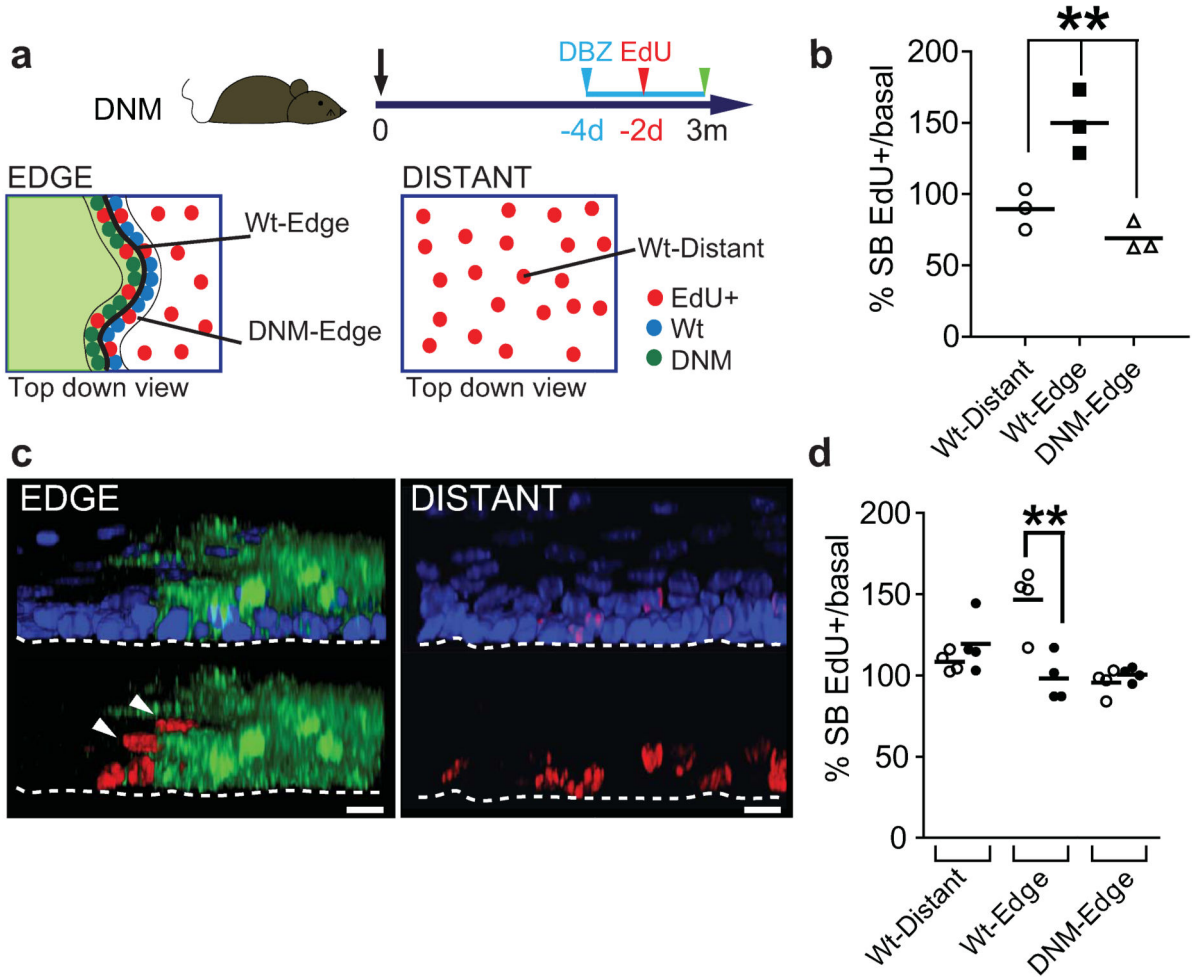 a
DNM
DBZ EdU
0
-4d -2d 3m
EDGE
DISTANT
Wt-Edge
DNM-Edge
Wt-Distant
EdU+
Wt
DNM
Top down view
Top down view
b
**
% SB EdU+/basal
200
150
100
50
0
Wt-Distant
Wt-Edge
DNM-Edge
c
EDGE
DISTANT
d
**
% SB EdU+/basal
200
150
100
50
0
Wt-Distant
Wt-Edge
DNM-Edge